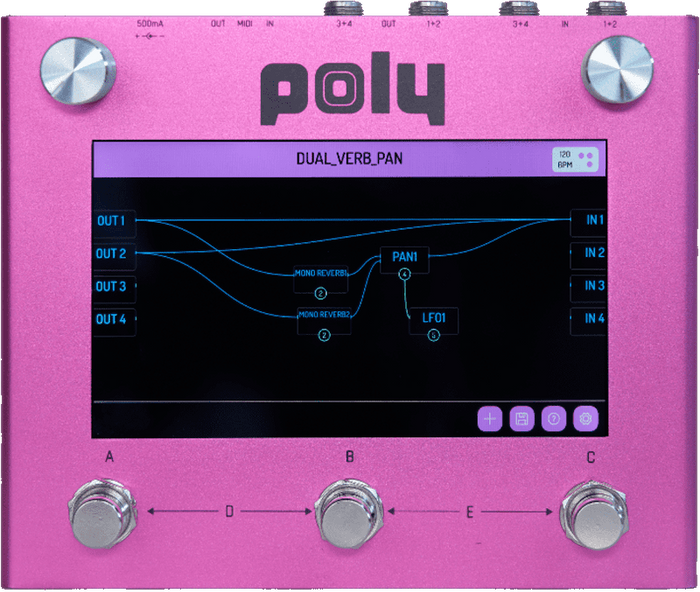 500mA
OUT MIDI IN
3+4 OUT 1+2
3+4 IN 1+2
poly
DUAL_VERB_PAN
120
BPM
OUT 1
IN 1
OUT 2
PAN1
IN 2
MONO REVERB1
4
OUT 3
2
IN 3
OUT 4
MONO REVERB2
LFO1
IN 4
2
?
A
B
C
D
E